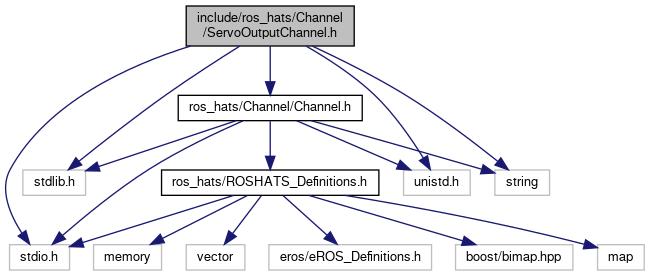 include/ros_hats/Channel
/ServoOutputChannel.h
ros_hats/Channel/Channel.h
stdlib.h
ros_hats/ROSHATS_Definitions.h
unistd.h
string
stdio.h
memory
vector
eros/eROS_Definitions.h
boost/bimap.hpp
map